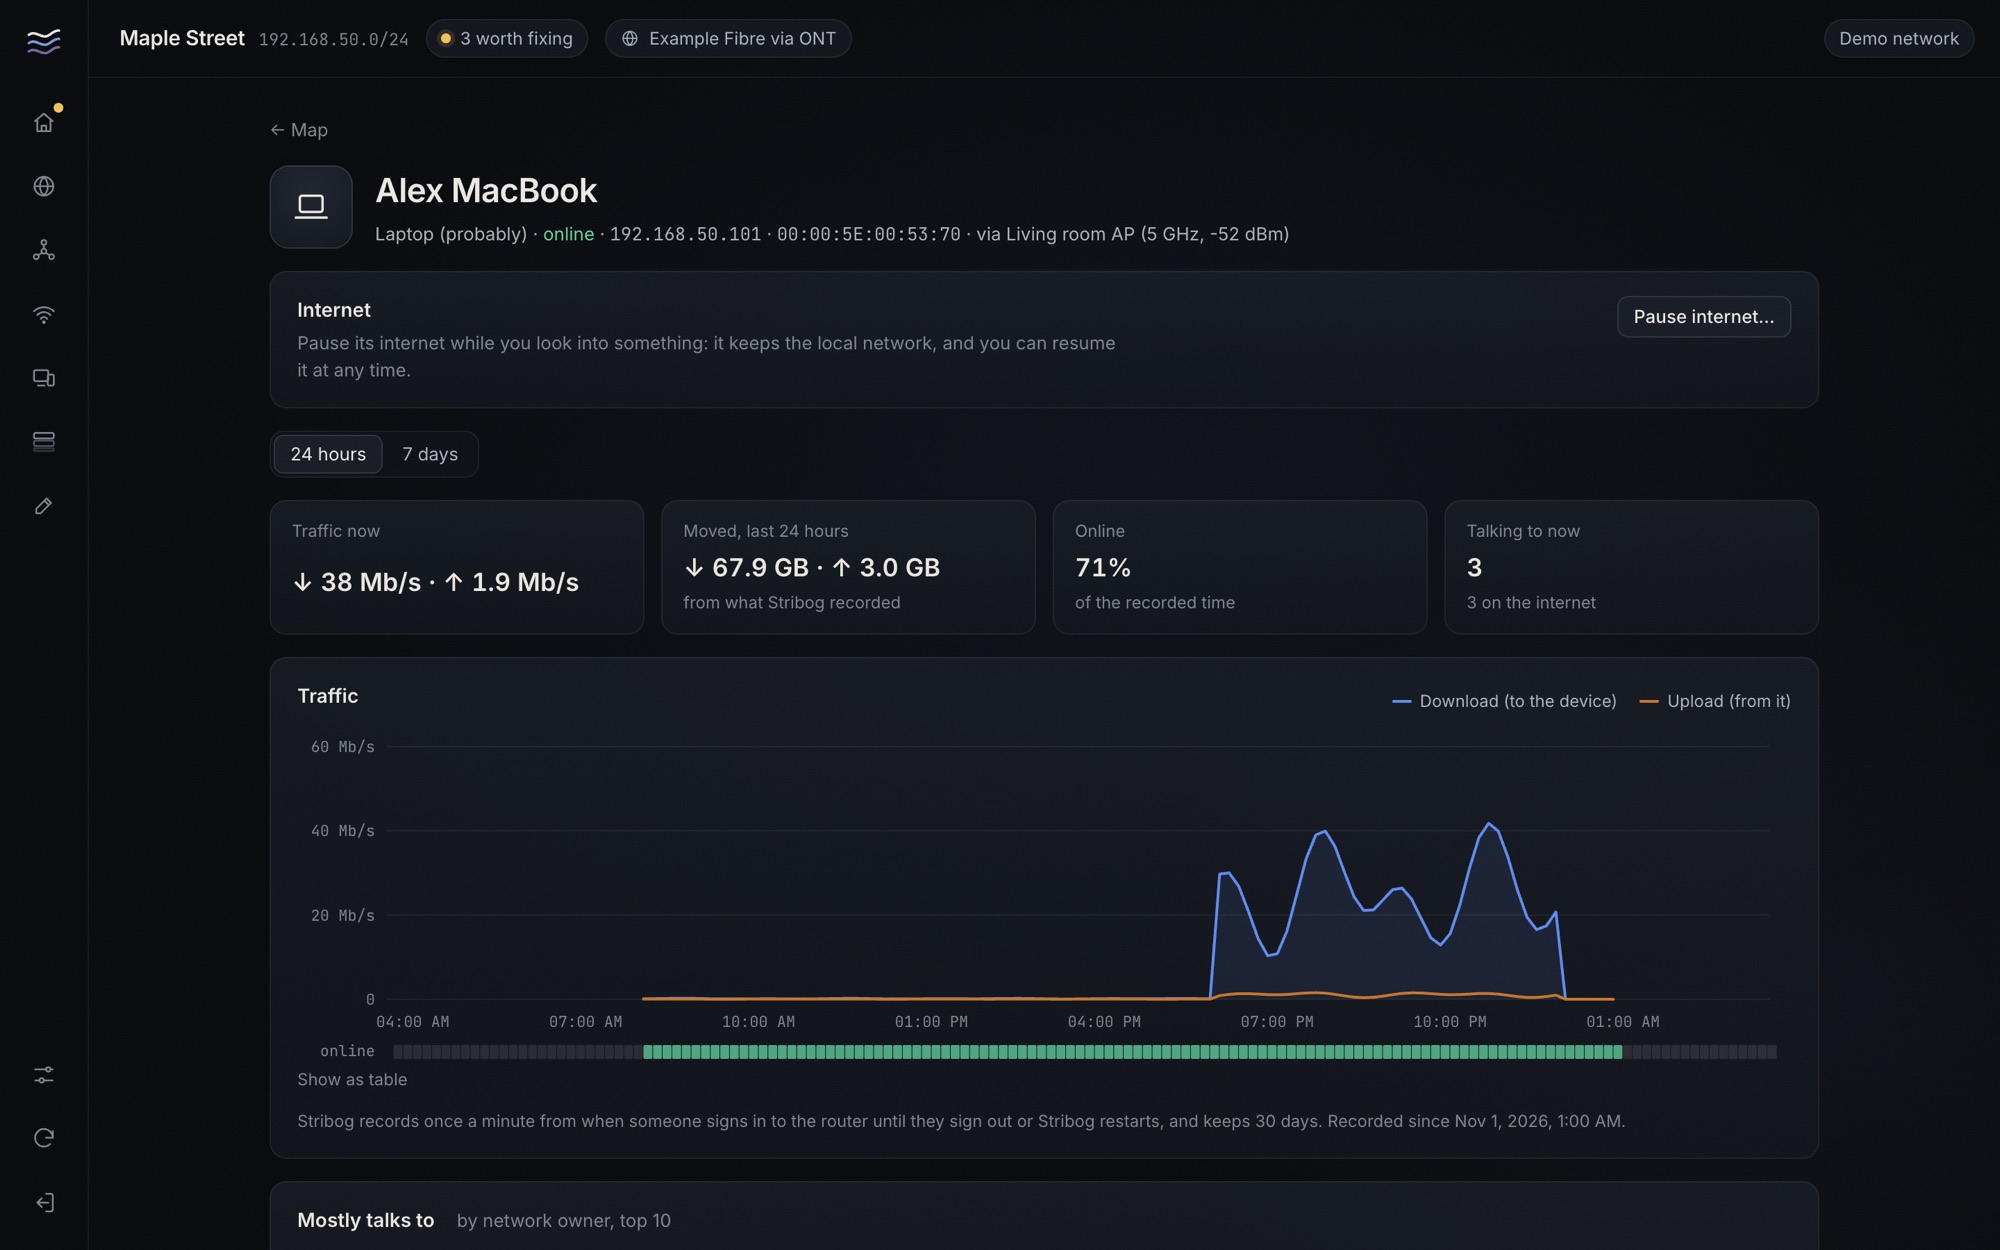 Maple Street 192.168.50.0/24 3 worth fixing Example Fibre via ONT Demo network
← Map
Alex MacBook
Laptop (probably) · online · 192.168.50.101 · 00:00:5E:00:53:70 · via Living room AP (5 GHz, -52 dBm)
Internet
Pause internet...
Pause its internet while you look into something: it keeps the local network, and you can resume
it at any time.
24 hours 7 days
Traffic now
↓ 38 Mb/s · ↑ 1.9 Mb/s
Moved, last 24 hours
↓ 67.9 GB · ↑ 3.0 GB
from what Stribog recorded
Online
71%
of the recorded time
Talking to now
3
3 on the internet
Traffic
Download (to the device) Upload (from it)
60 Mb/s
40 Mb/s
20 Mb/s
0
04:00 AM 07:00 AM 10:00 AM 01:00 PM 04:00 PM 07:00 PM 10:00 PM 01:00 AM
online
Show as table
Stribog records once a minute from when someone signs in to the router until they sign out or Stribog restarts, and keeps 30 days. Recorded since Nov 1, 2026, 1:00 AM.
Mostly talks to by network owner, top 10